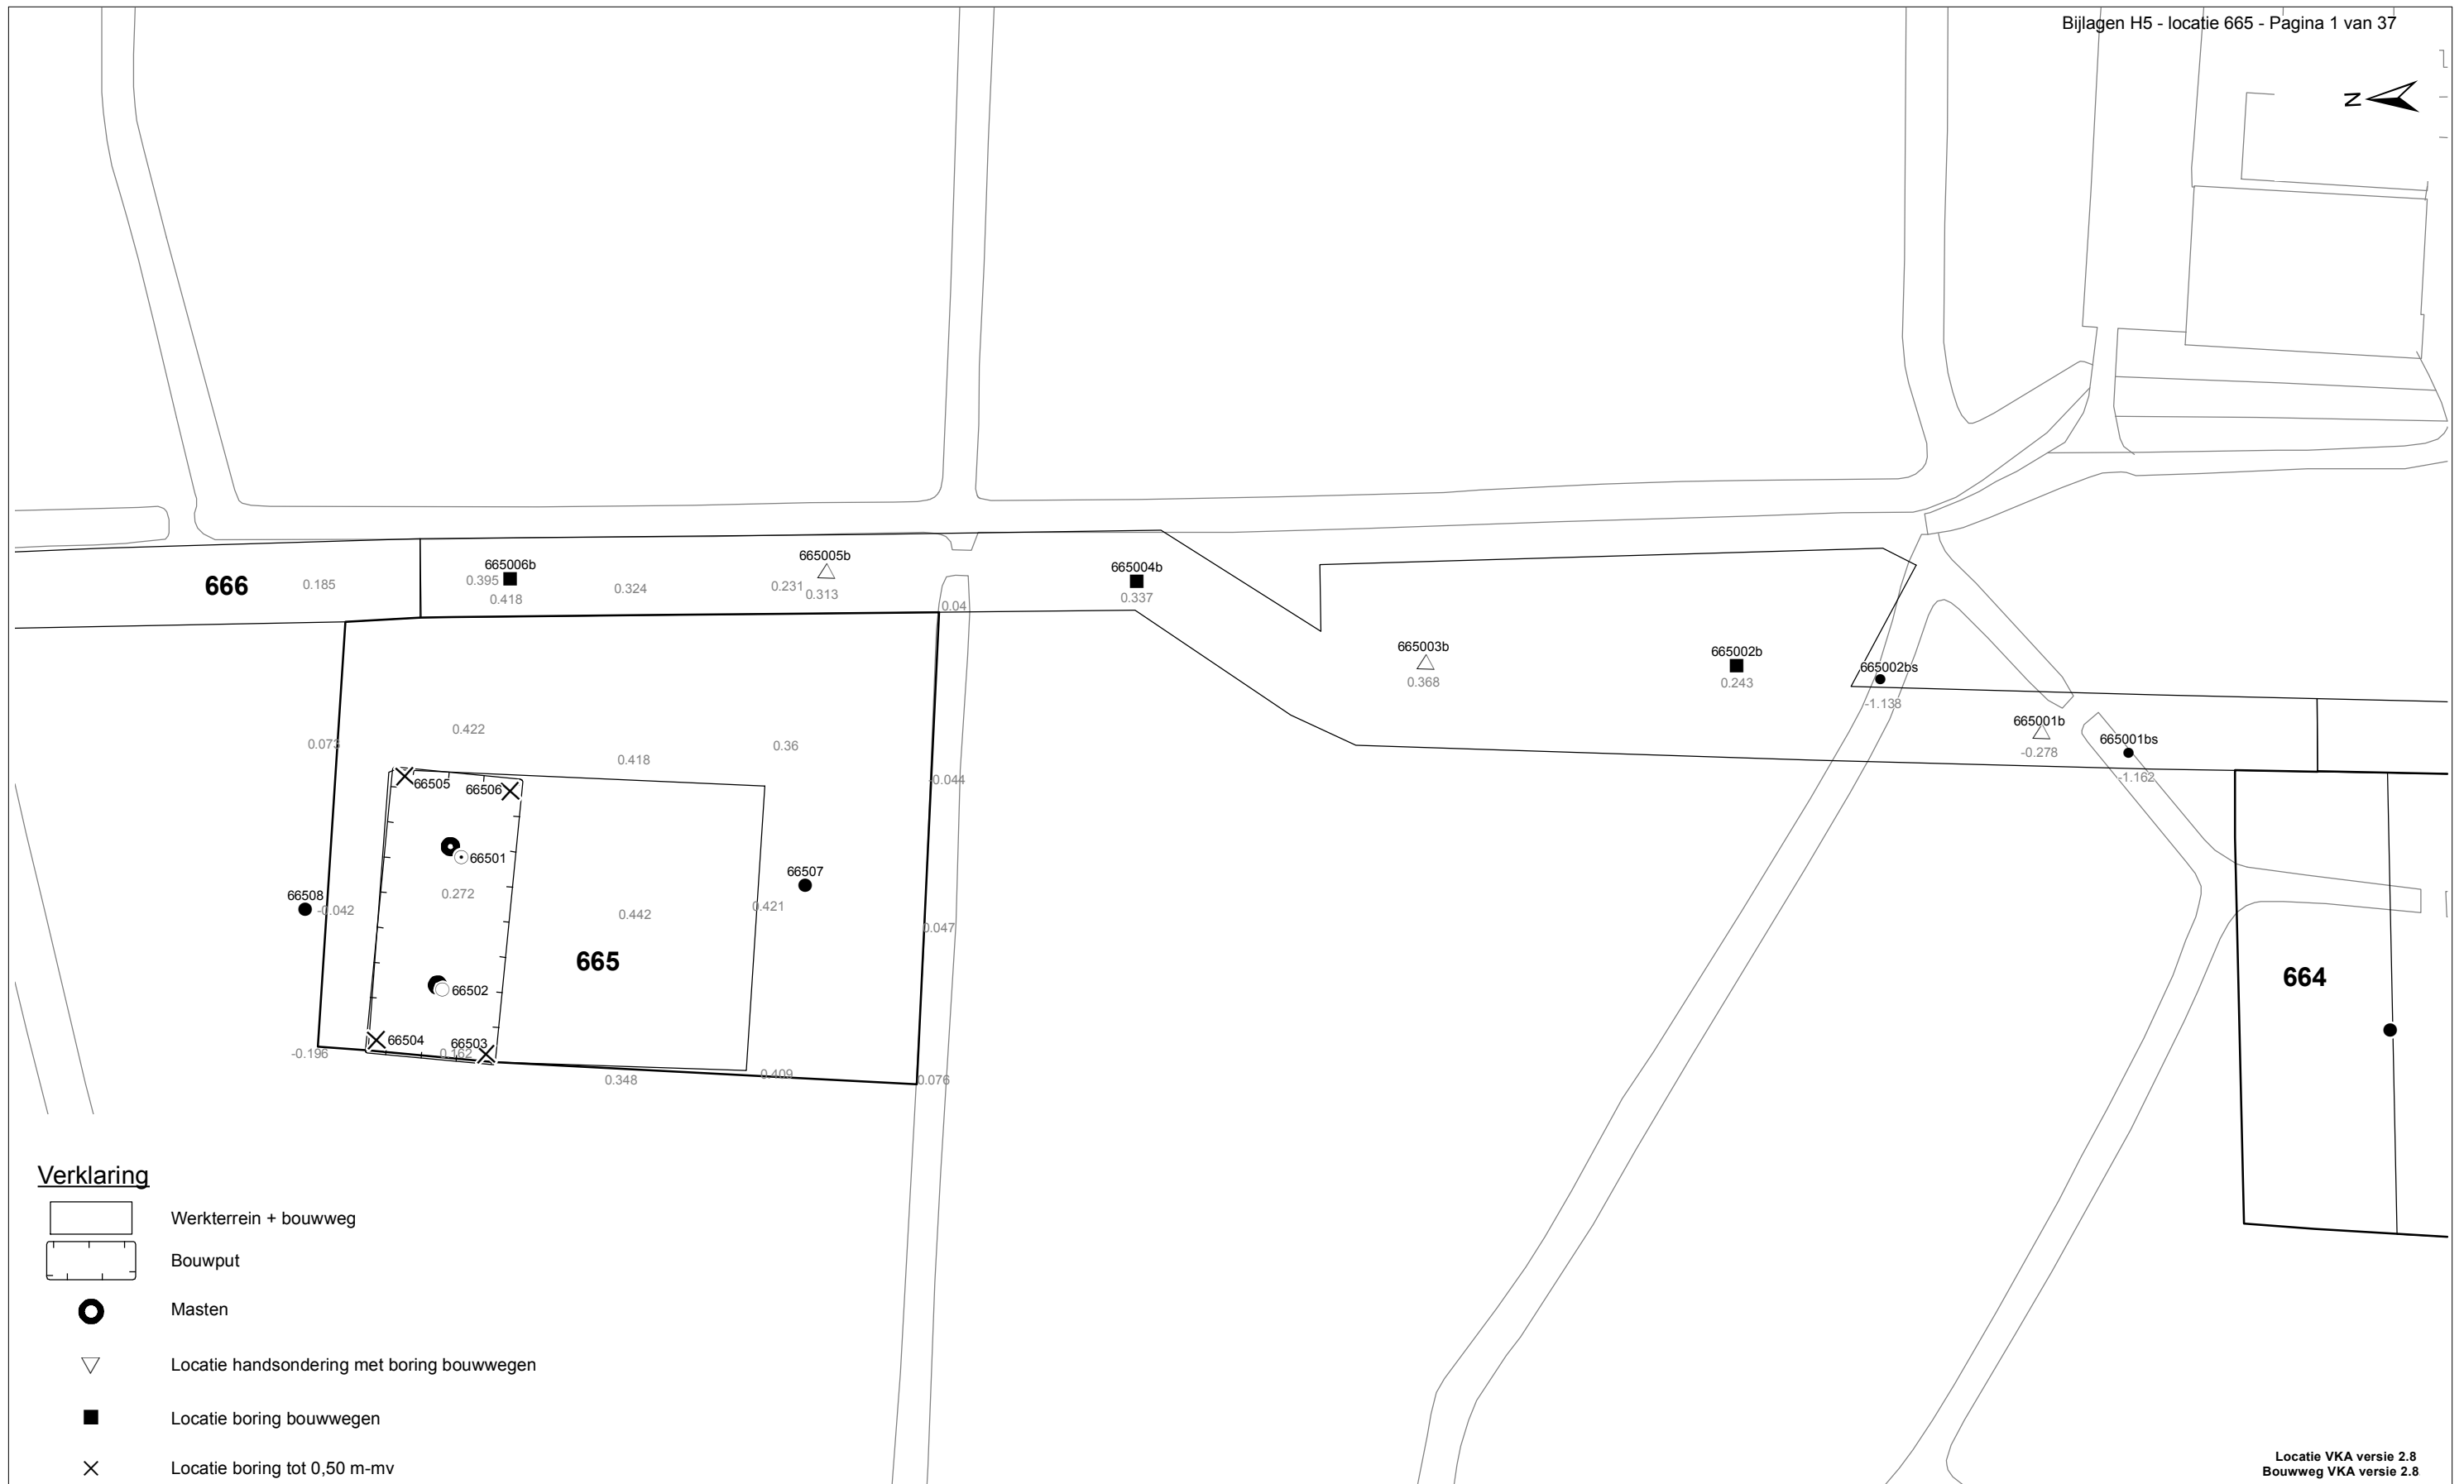 Bijlagen H5 - locatie 665 - Pagina 1 van 37
N
665006b
665005b
665004b
666
0.185
0.395
0.418
0.324
0.231
0.313
0.337
0.04
665003b
0.368
665002b
0.243
665002bs
-1.138
665001b
-0.278
665001bs
-1.162
0.073
0.422
0.418
0.36
-0.044
66505
66506
66501
66507
66508
-0.042
0.272
0.442
0.421
0.047
665
664
66502
66504
66503
-0.196
0.162
0.348
0.409
0.076
Verklaring
Werkterrein + bouwweg
Bouwput
Masten
Locatie handsondering met boring bouwwegen
Locatie boring bouwwegen
Locatie boring tot 0,50 m-mv
Locatie VKA versie 2.8
Bouwweg VKA versie 2.8